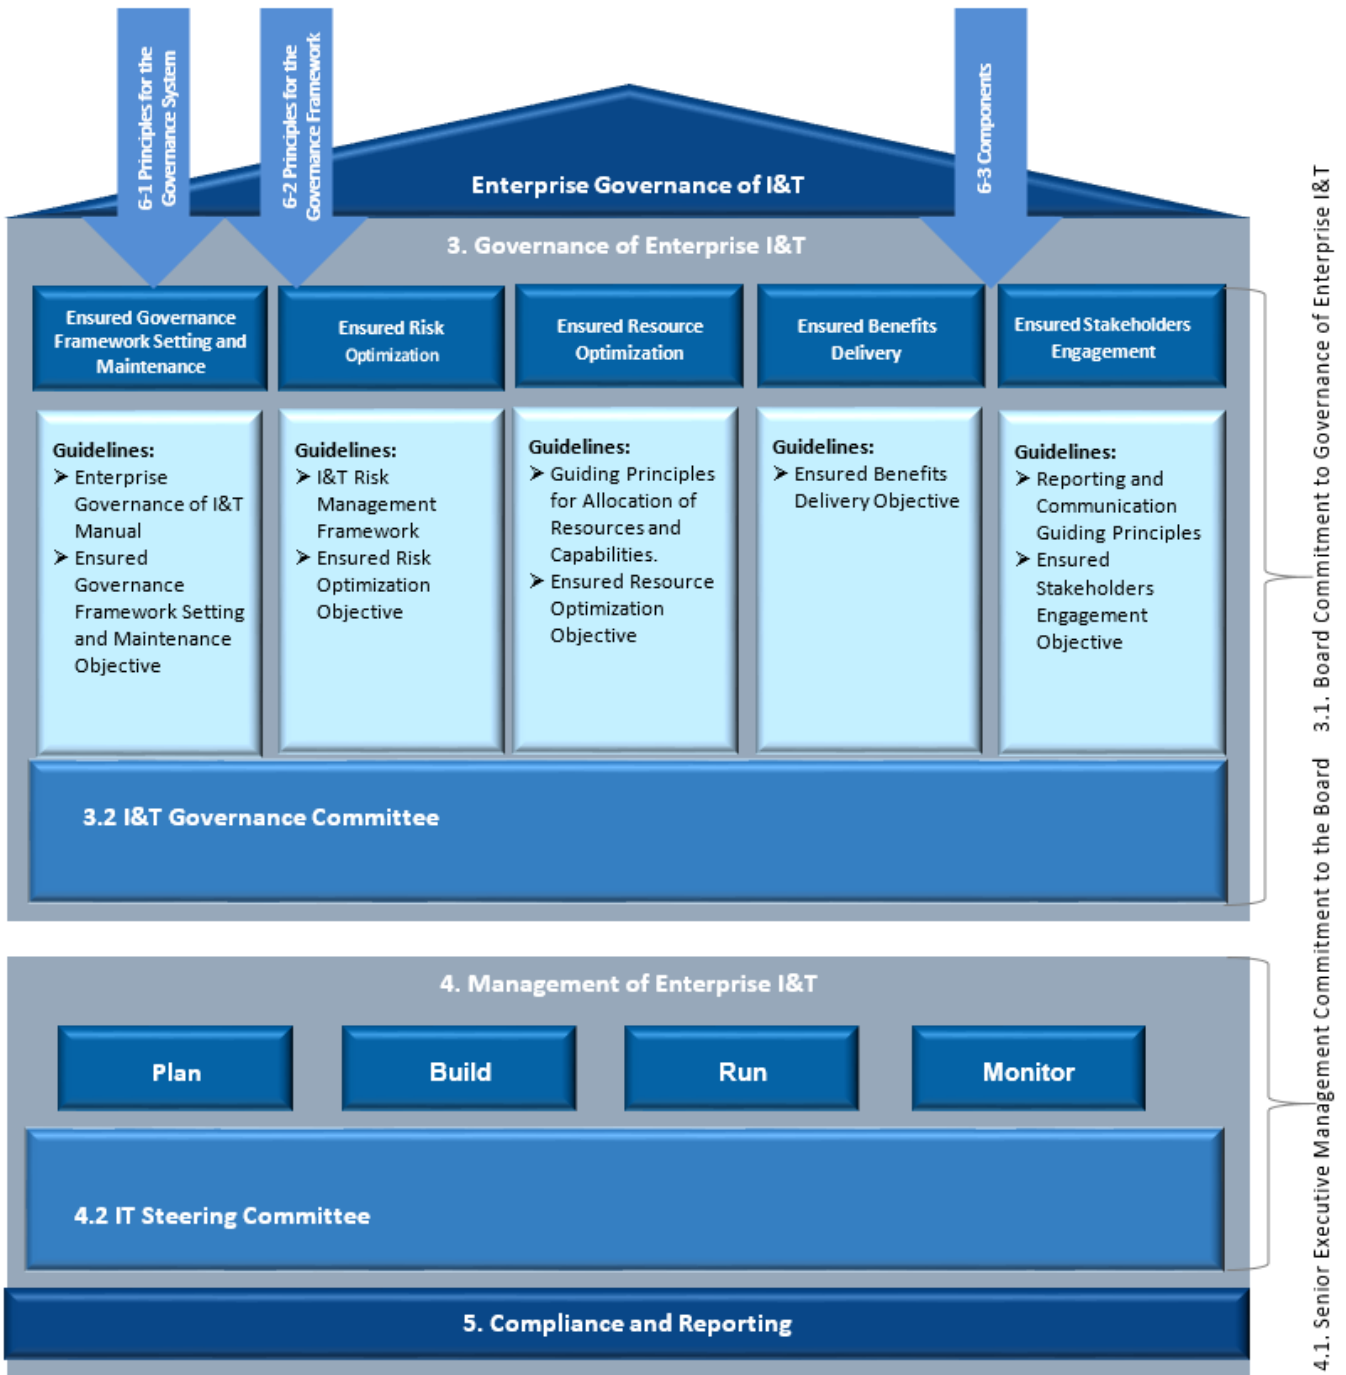 6-1 Principles for the
Governance System
6-2 Principles for the
Governance Framework
6-3 Components
Enterprise Governance of I&T
3. Governance of Enterprise I&T
Ensured Governance
Framework Setting and
Maintenance
Ensured Risk
Optimization
Ensured Resource
Optimization
Ensured Benefits
Delivery
Ensured Stakeholders
Engagement
Guidelines:
➢ Enterprise
Governance of I&T
Manual
➢ Ensured
Governance
Framework Setting
and Maintenance
Objective
Guidelines:
➢ I&T Risk
Management
Framework
➢ Ensured Risk
Optimization
Objective
Guidelines:
➢ Guiding Principles
for Allocation of
Resources and
Capabilities.
➢ Ensured Resource
Optimization
Objective
Guidelines:
➢ Ensured Benefits
Delivery Objective
Guidelines:
➢ Reporting and
Communication
Guiding Principles
➢ Ensured
Stakeholders
Engagement
Objective
3.2 I&T Governance Committee
3.1. Board Commitment to Governance of Enterprise I&T
4. Management of Enterprise I&T
Plan
Build
Run
Monitor
4.2 IT Steering Committee
4.1. Senior Executive Management Commitment to the Board
5. Compliance and Reporting